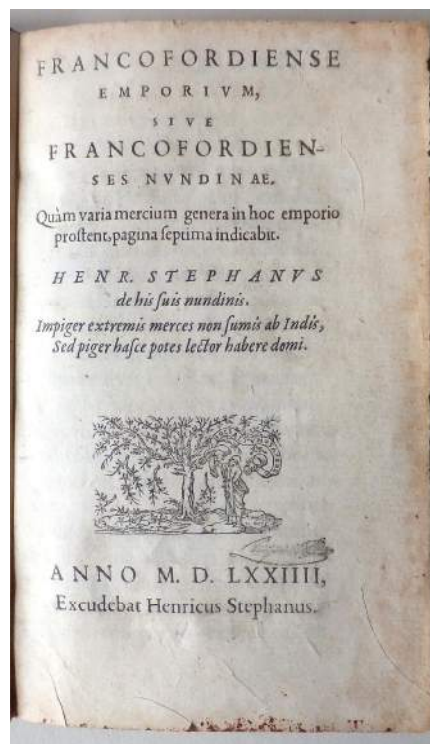 FRANCOFORDIENSE
EMPORIVM,
SIVE
FRANCOFORDIEN-
SES NVNDINAE.
Quàm varia mercium genera in hoc emporio
proſtent, pagina ſeptima indicabit.
HENR. STEPHANVS
de his ſuis nundinis.
Impiger extremis merces non ſumis ab Indis,
Sed piger haſce potes lector habere domi.
ANNO M. D. LXXIIII,
Excudebat Henricus Stephanus.